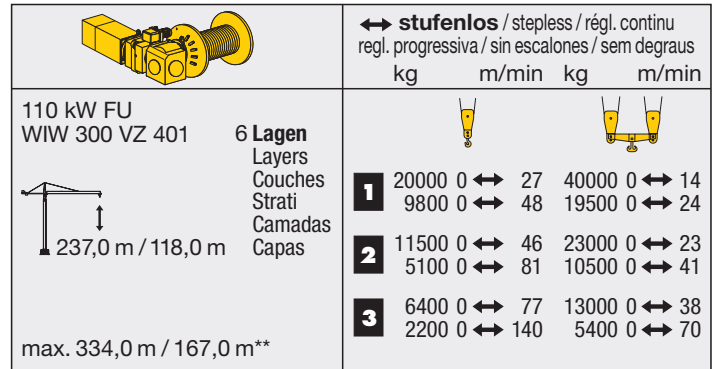 ↔ stufenlos / stepless / régl. continu
regl. progressiva / sin escalones / sem degraus
kg m/min kg m/min
110 kW FU
WIW 300 VZ 401 6 Lagen
Layers
Couches
Strati
Camadas
237,0 m / 118,0 m Capas
max. 334,0 m / 167,0 m**
1 20000 0 ↔ 27 40000 0 ↔ 14
9800 0 ↔ 48 19500 0 ↔ 24
2 11500 0 ↔ 46 23000 0 ↔ 23
5100 0 ↔ 81 10500 0 ↔ 41
3 6400 0 ↔ 77 13000 0 ↔ 38
2200 0 ↔ 140 5400 0 ↔ 70